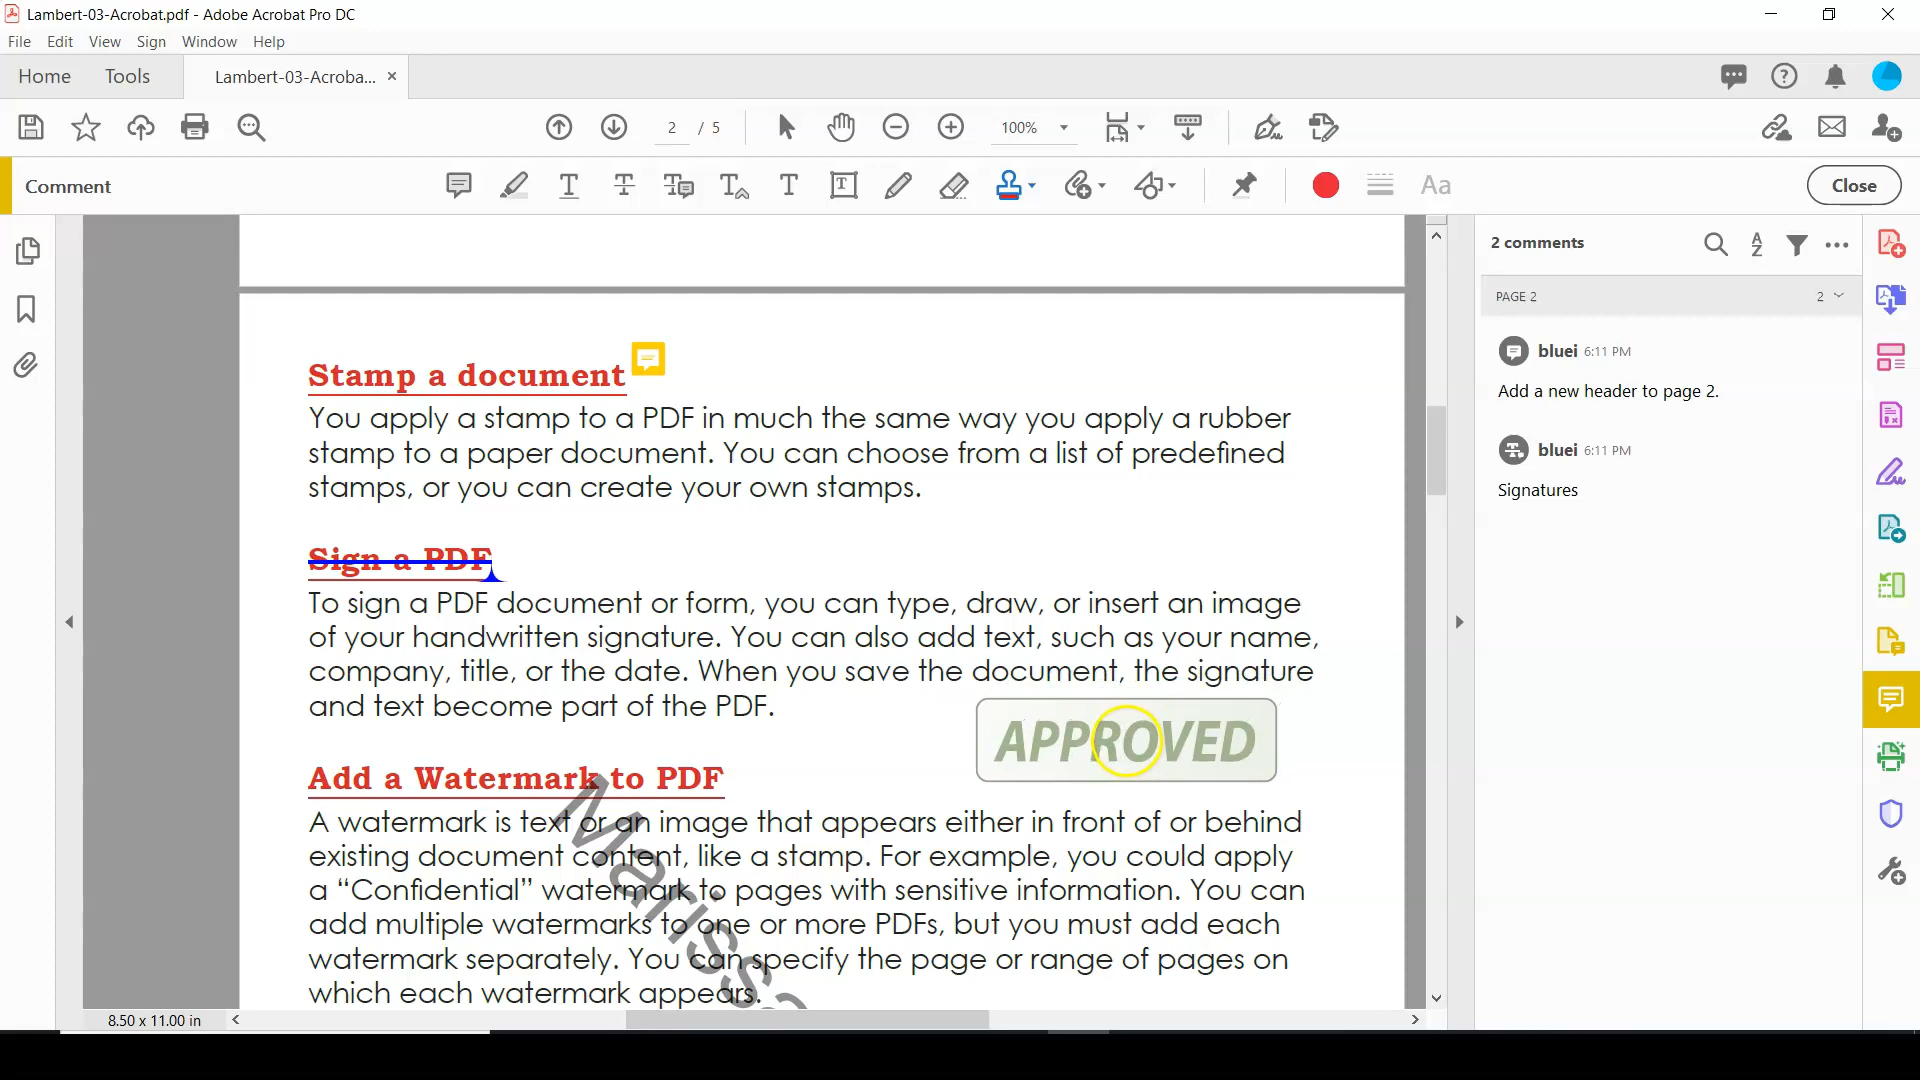 Lambert-03-Acrobat.pdf - Adobe Acrobat Pro DC
File Edit View Sign Window Help
Home Tools Lambert-03-Acroba... ×
2 / 5 100%
Comment
Close
2 comments
PAGE 2 2
bluei 6:11 PM
Add a new header to page 2.
bluei 6:11 PM
Signatures
Stamp a document
You apply a stamp to a PDF in much the same way you apply a rubber
stamp to a paper document. You can choose from a list of predefined
stamps, or you can create your own stamps.
Sign a PDF
To sign a PDF document or form, you can type, draw, or insert an image
of your handwritten signature. You can also add text, such as your name,
company, title, or the date. When you save the document, the signature
and text become part of the PDF.
APPROVED
Add a Watermark to PDF
A watermark is text or an image that appears either in front of or behind
existing document content, like a stamp. For example, you could apply
a “Confidential” watermark to pages with sensitive information. You can
add multiple watermarks to one or more PDFs, but you must add each
watermark separately. You can specify the page or range of pages on
which each watermark appears.
Marissa
8.50 x 11.00 in